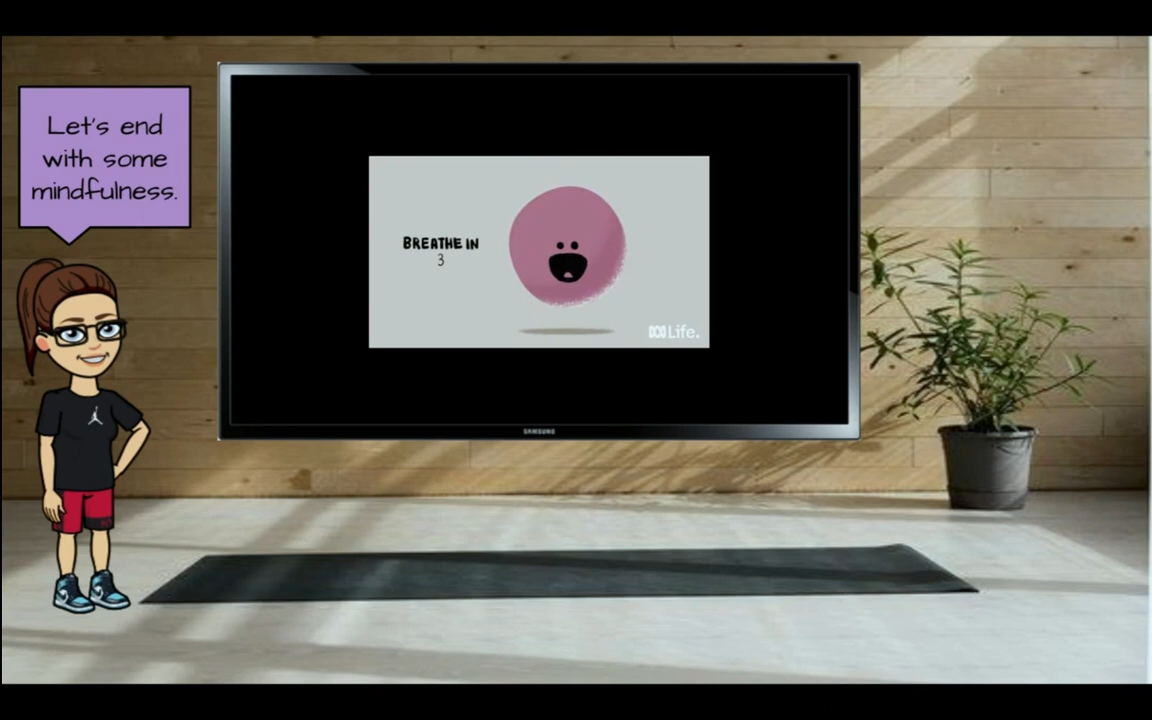 Let's end
with some
mindfulness.
BREATHE IN
3
Life.
SAMSUNG